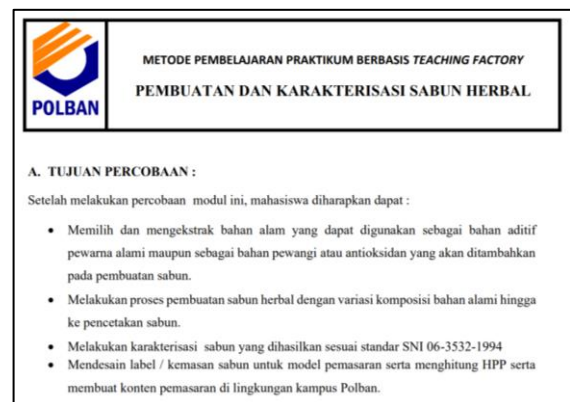 METODE PEMBELAJARAN PRAKTIKUM BERBASIS TEACHING FACTORY
PEMBUATAN DAN KARAKTERISASI SABUN HERBAL
POLBAN
A. TUJUAN PERCOBAAN :
Setelah melakukan percobaan modul ini, mahasiswa diharapkan dapat :
• Memilih dan mengekstrak bahan alam yang dapat digunakan sebagai bahan aditif
pewarna alami maupun sebagai bahan pewangi atau antioksidan yang akan ditambahkan
pada pembuatan sabun.
• Melakukan proses pembuatan sabun herbal dengan variasi komposisi bahan alami hingga
ke pencetakan sabun.
• Melakukan karakterisasi sabun yang dihasilkan sesuai standar SNI 06-3532-1994
• Mendesain label / kemasan sabun untuk model pemasaran serta menghitung HPP serta
membuat konten pemasaran di lingkungan kampus Polban.